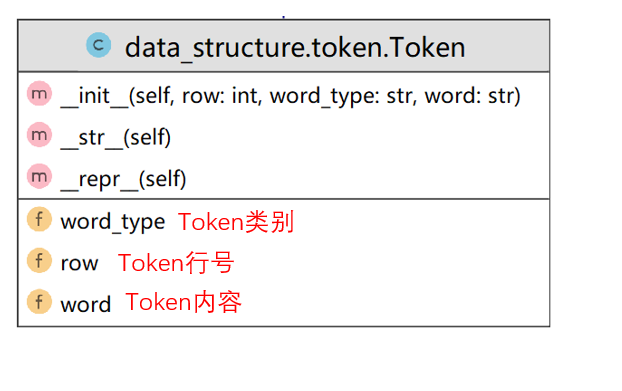 C data_structure.token.Token
m __init__(self, row: int, word_type: str, word: str)
m __str__(self)
m __repr__(self)
f word_type Token类别
f row Token行号
f word Token内容